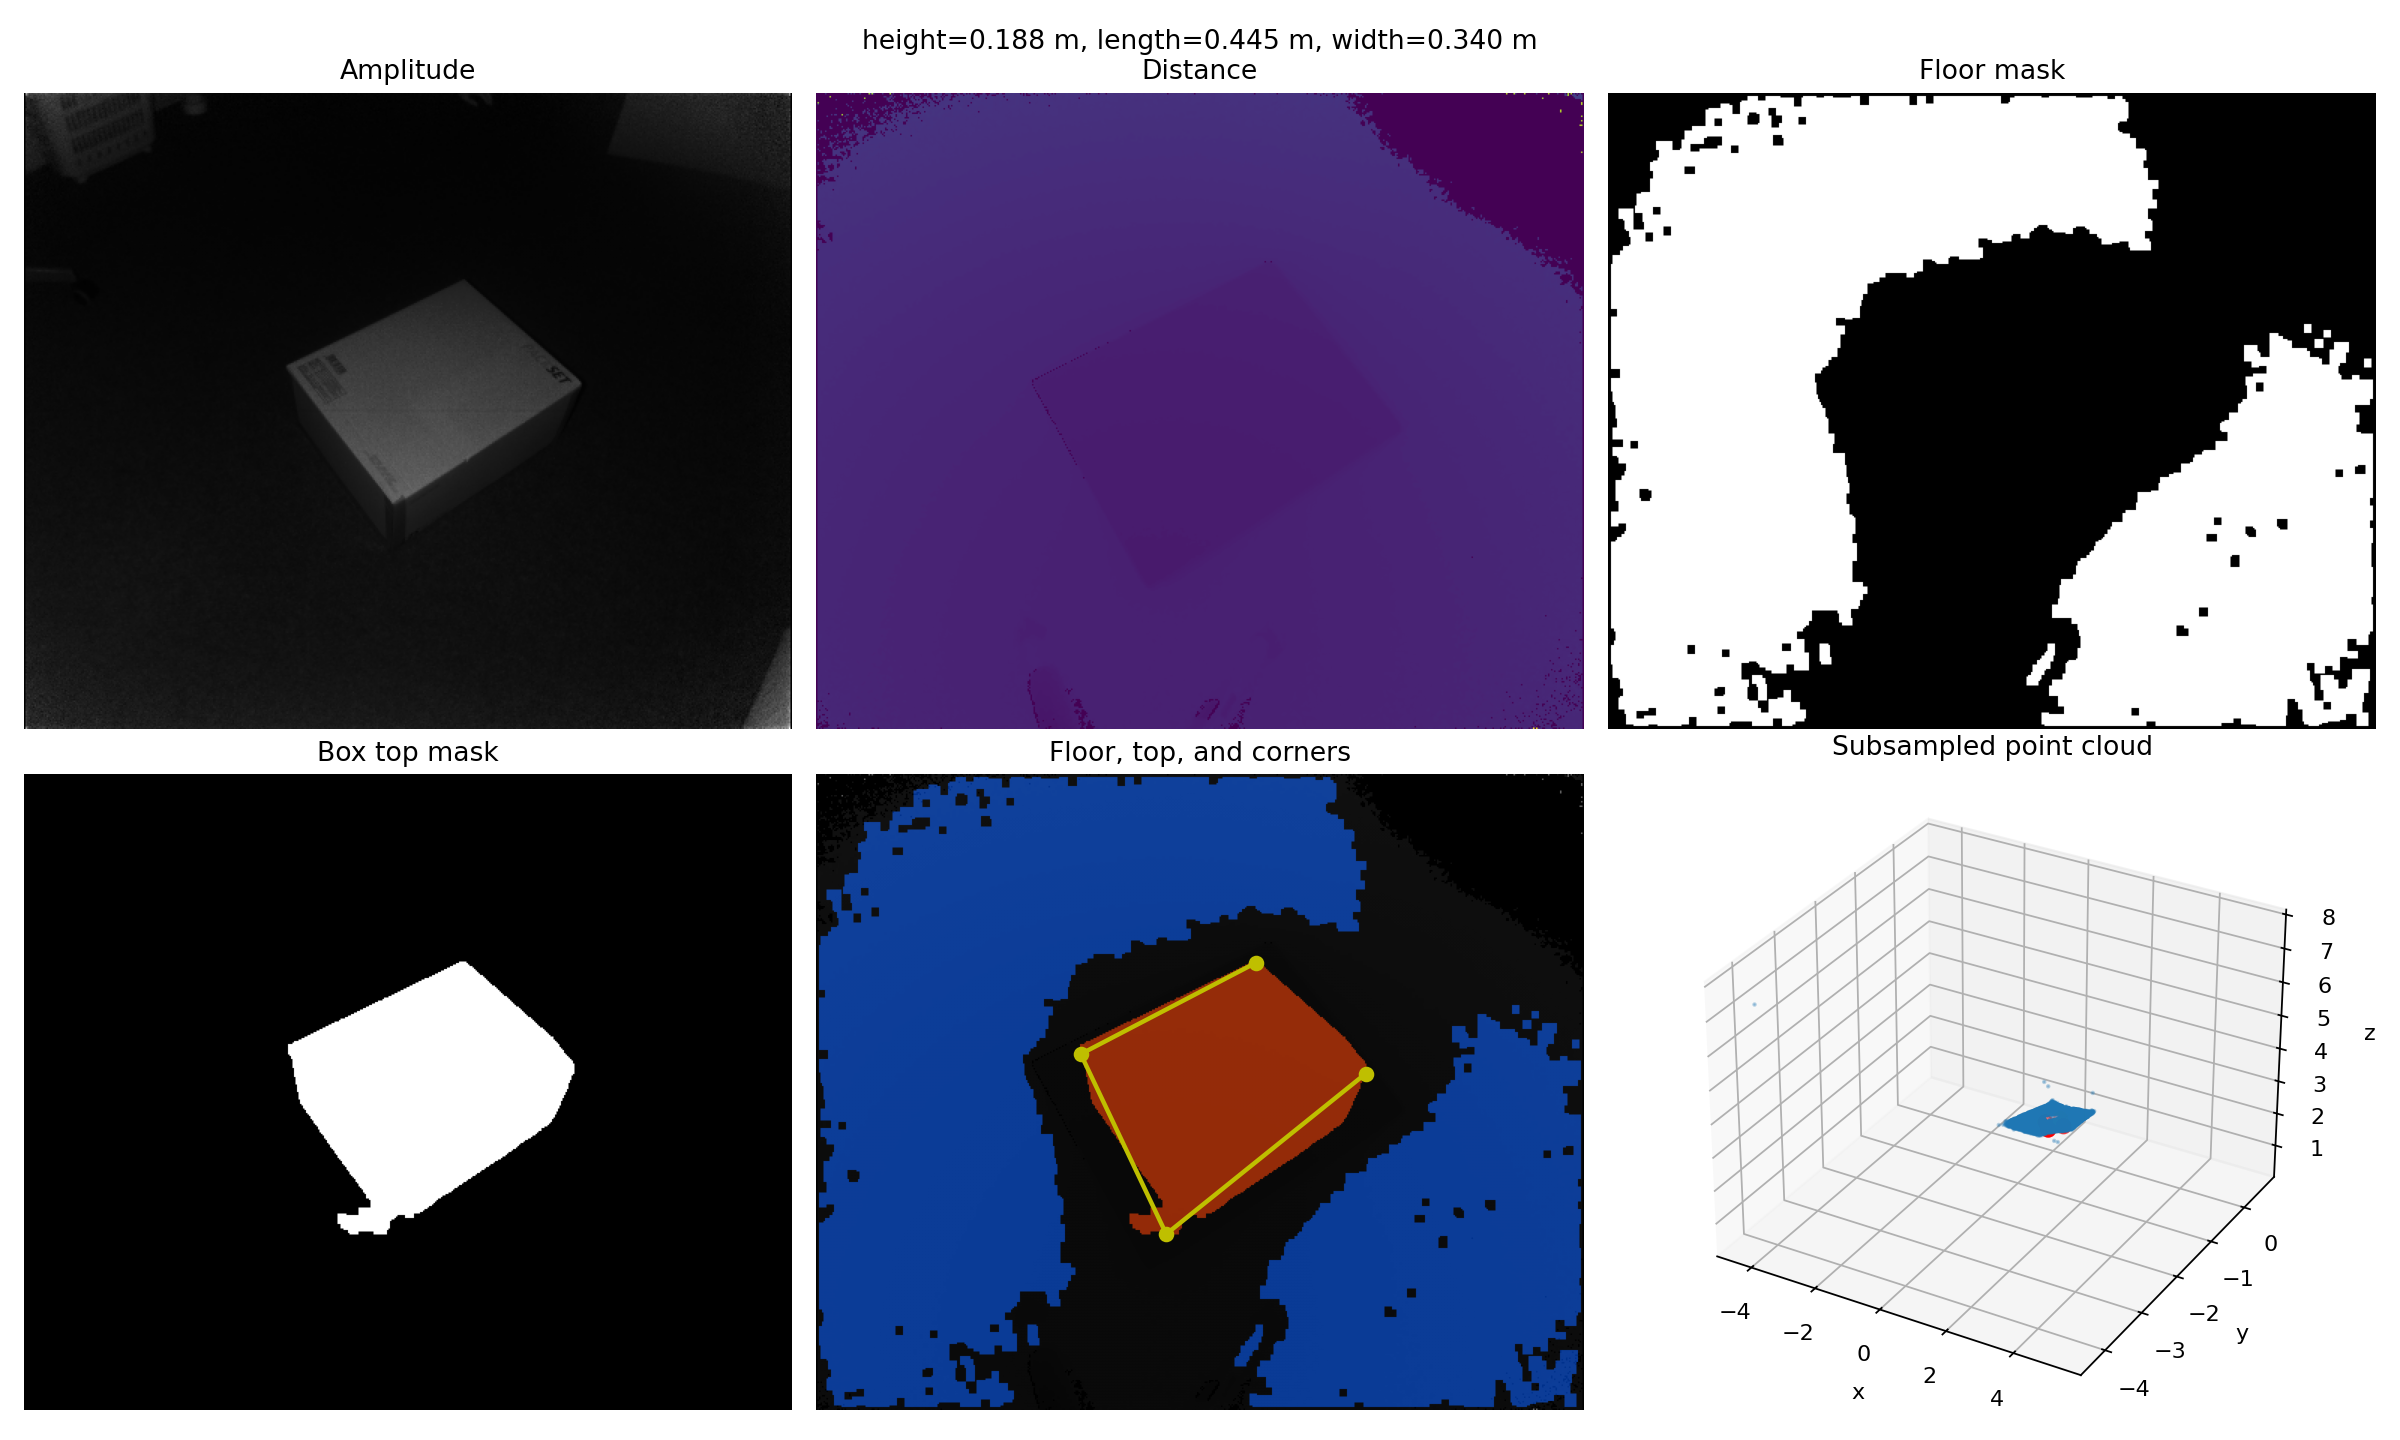 height=0.188 m, length=0.445 m, width=0.340 m
Amplitude
Distance
Floor mask
SET
Box top mask
Floor, top, and corners
Subsampled point cloud
8
7
6
5
z
4
3
2
1
0
−1
−2
y
−3
−4
−4
−2
0
2
4
x